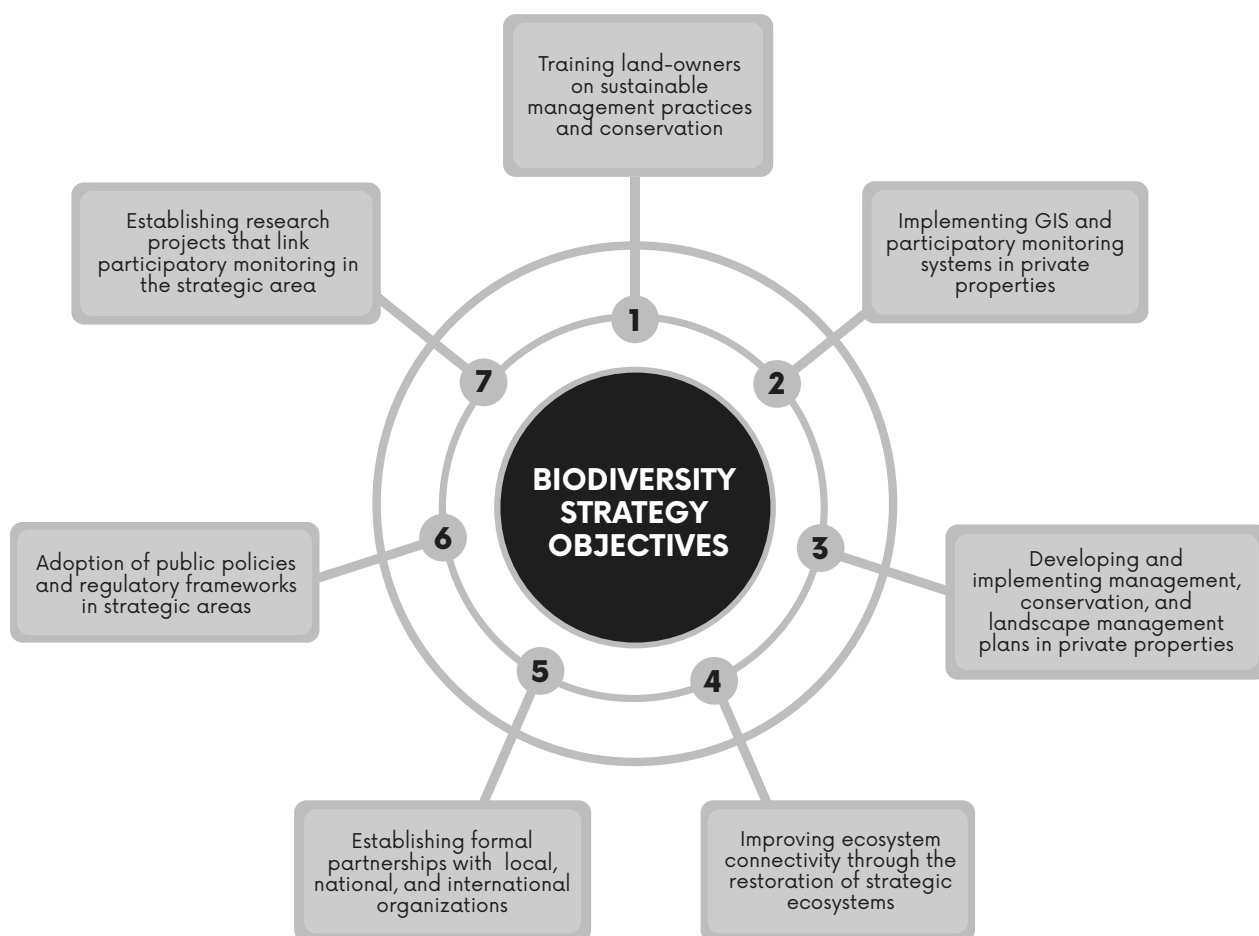 BIODIVERSITY
STRATEGY
OBJECTIVES
1
Training land-owners
on sustainable
management practices
and conservation
2
Implementing GIS and
participatory monitoring
systems in private
properties
3
Developing and
implementing management,
conservation, and
landscape management
plans in private properties
4
Improving ecosystem
connectivity through the
restoration of strategic
ecosystems
5
Establishing formal
partnerships with local,
national, and international
organizations
6
Adoption of public policies
and regulatory frameworks
in strategic areas
7
Establishing research
projects that link
participatory monitoring in
the strategic area